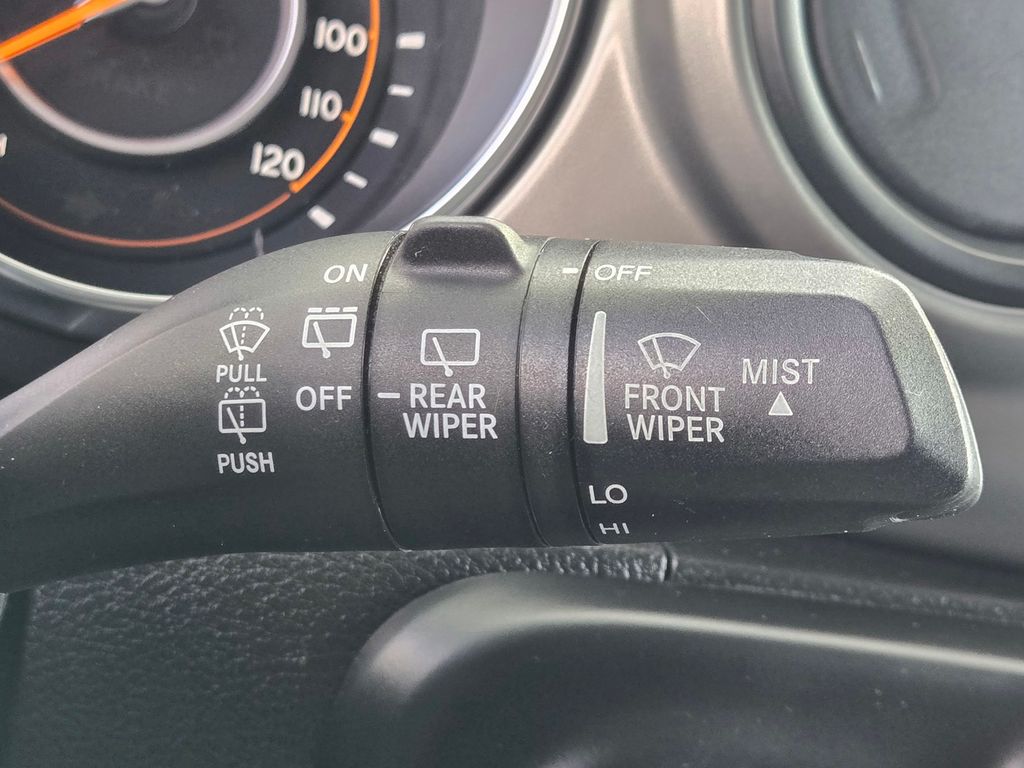 100
110
120
ON
OFF
PULL
PUSH
REAR
WIPER
OFF
FRONT
WIPER
MIST
LO
HI